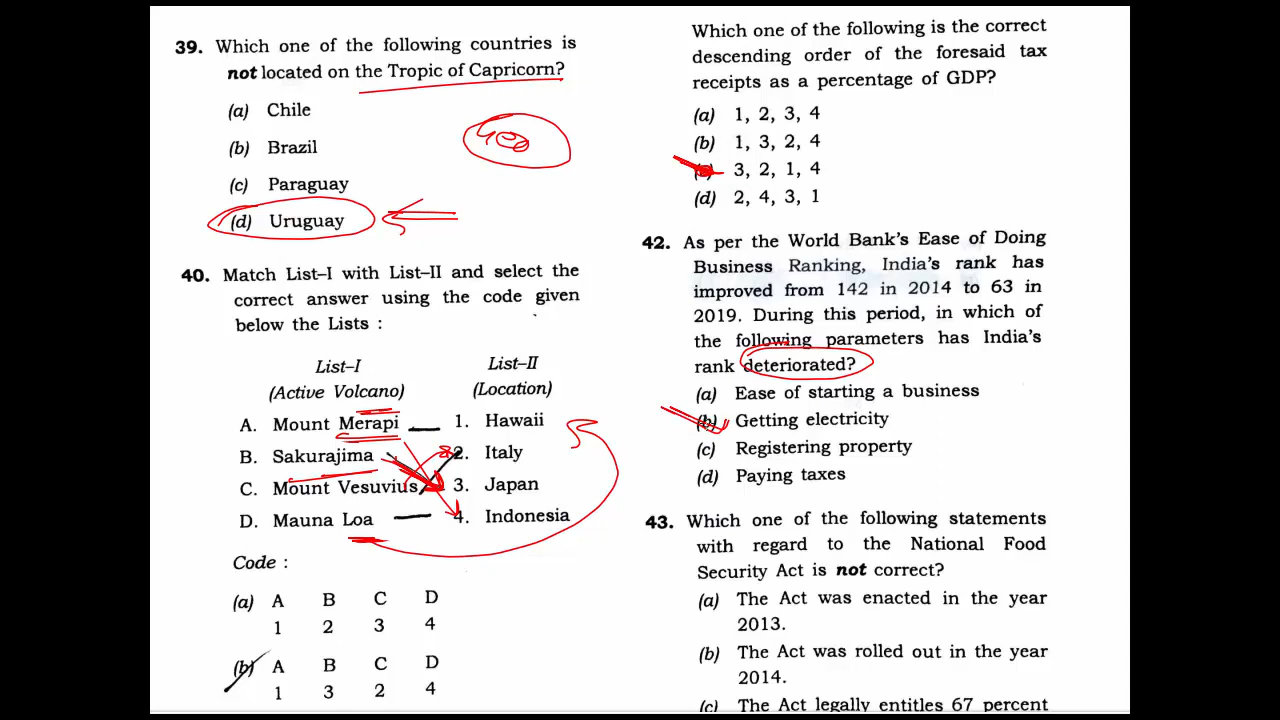 39. Which one of the following countries is
not located on the Tropic of Capricorn?
(a) Chile
(b) Brazil
(c) Paraguay
(d) Uruguay
40. Match List–I with List–II and select the
correct answer using the code given
below the Lists :
List–I List–II
(Active Volcano) (Location)
A. Mount Merapi 1. Hawaii
B. Sakurajima 2. Italy
C. Mount Vesuvius 3. Japan
D. Mauna Loa 4. Indonesia
Code :
(a) A B C D
1 2 3 4
(b) A B C D
1 3 2 4
Which one of the following is the correct
descending order of the foresaid tax
receipts as a percentage of GDP?
(a) 1, 2, 3, 4
(b) 1, 3, 2, 4
3, 2, 1, 4
(d) 2, 4, 3, 1
42. As per the World Bank's Ease of Doing
Business Ranking, India's rank has
improved from 142 in 2014 to 63 in
2019. During this period, in which of
the following parameters has India's
rank deteriorated?
(a) Ease of starting a business
(b) Getting electricity
(c) Registering property
(d) Paying taxes
43. Which one of the following statements
with regard to the National Food
Security Act is not correct?
(a) The Act was enacted in the year
2013.
(b) The Act was rolled out in the year
2014.
(c) The Act legally entitles 67 percent